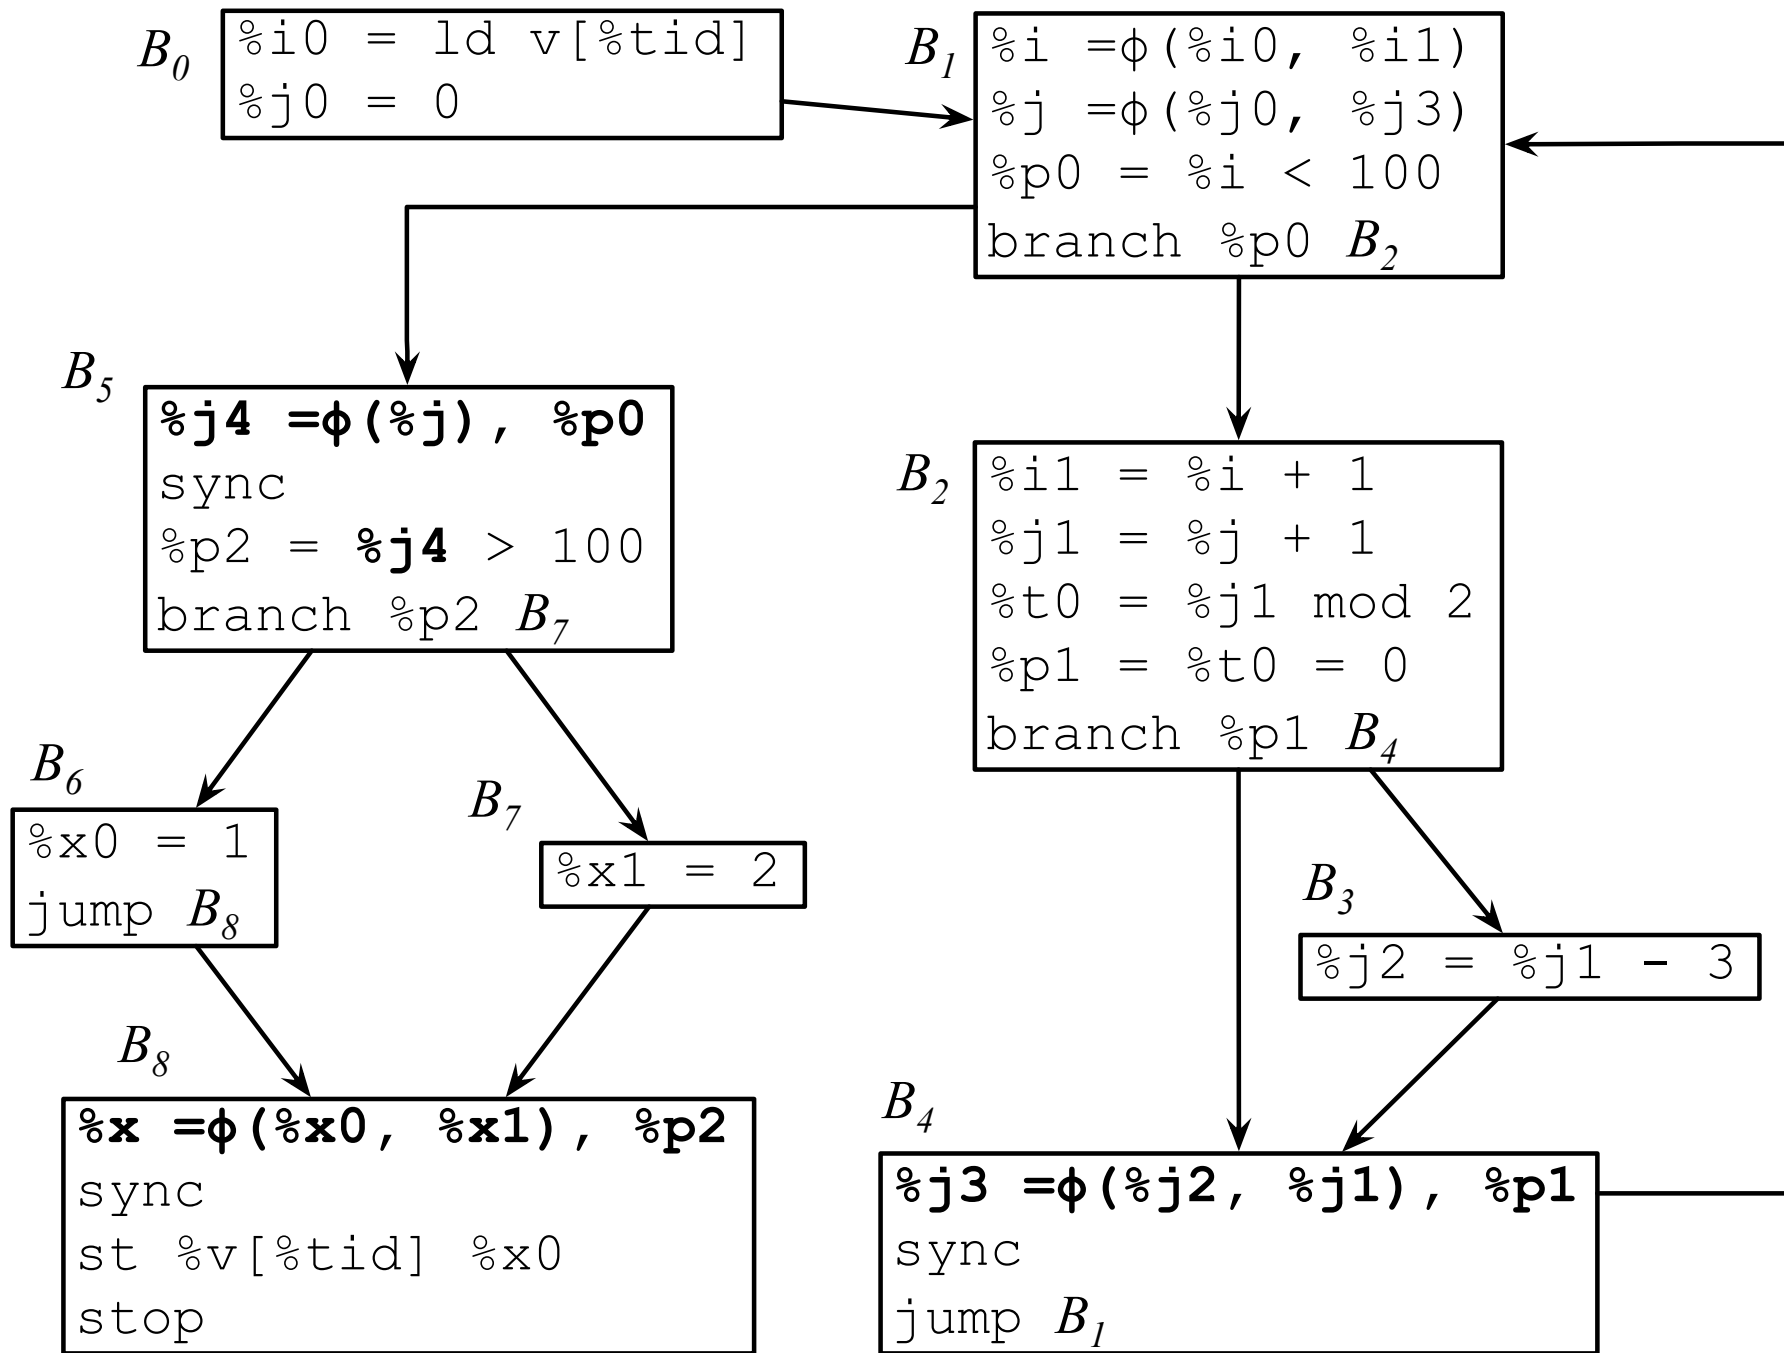 B0
%i0 = ld v[%tid]
%j0 = 0
B1
%i =ϕ(%i0, %i1)
%j =ϕ(%j0, %j3)
%p0 = %i < 100
branch %p0 B2
B5
%j4 =ϕ(%j), %p0
sync
%p2 = %j4 > 100
branch %p2 B7
B2
%i1 = %i + 1
%j1 = %j + 1
%t0 = %j1 mod 2
%p1 = %t0 = 0
branch %p1 B4
B6
%x0 = 1
jump B8
B7
%x1 = 2
B3
%j2 = %j1 - 3
B8
%x =ϕ(%x0, %x1), %p2
sync
st %v[%tid] %x0
stop
B4
%j3 =ϕ(%j2, %j1), %p1
sync
jump B1